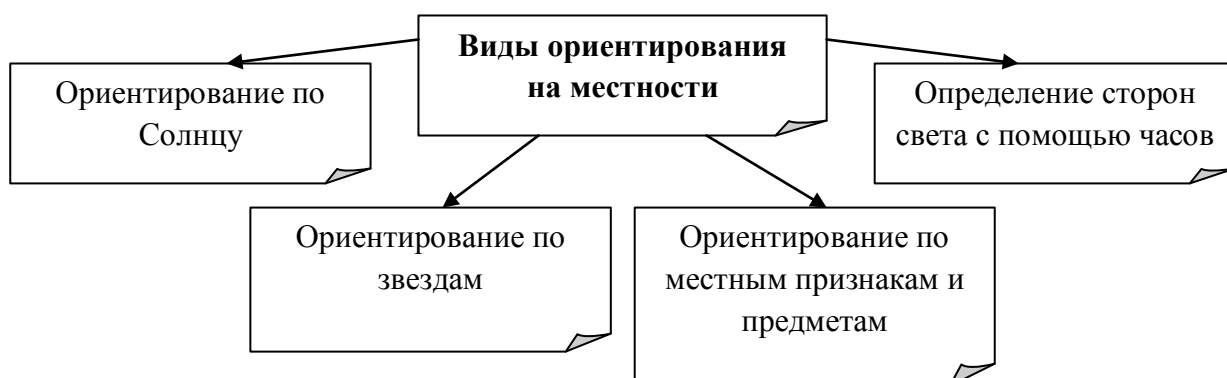 Виды ориентирования
на местности
Ориентирование по
Солнцу
Определение сторон
света с помощью часов
Ориентирование по
звездам
Ориентирование по
местным признакам и
предметам